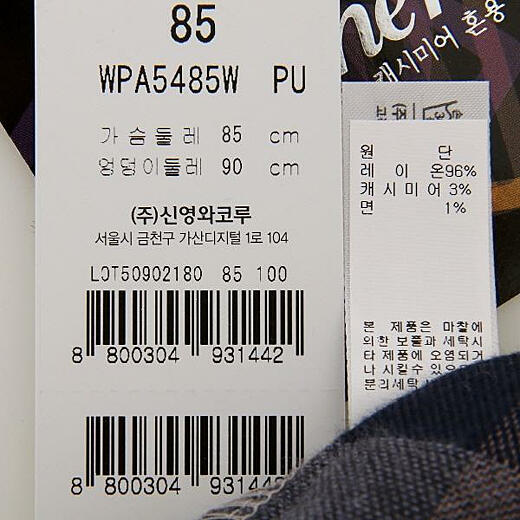 85
WPA5485W PU
가 슴 둘 레 85 cm
엉덩이둘레 90 cm
(주)신영와코루
서울시 금천구 가산디지털 1로 104
LOT50902180 85 100
8 800304 931442
8 800304 93144
캐시미어 혼용
원 단
레 이 온96%
캐 시 미 어 3%
면 1%
본 제품은 마찰에
의한 보풀과 세탁시
타 제품에 오염되거
나 시킬수 있으
분리세탁